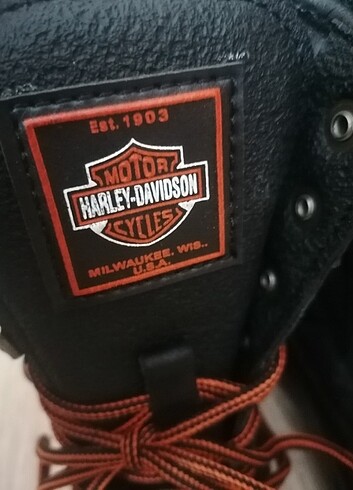 Est. 1903
MOTOR
HARLEY-DAVIDSON
CYCLES
MILWAUKEE. WIS..
U.S.A.